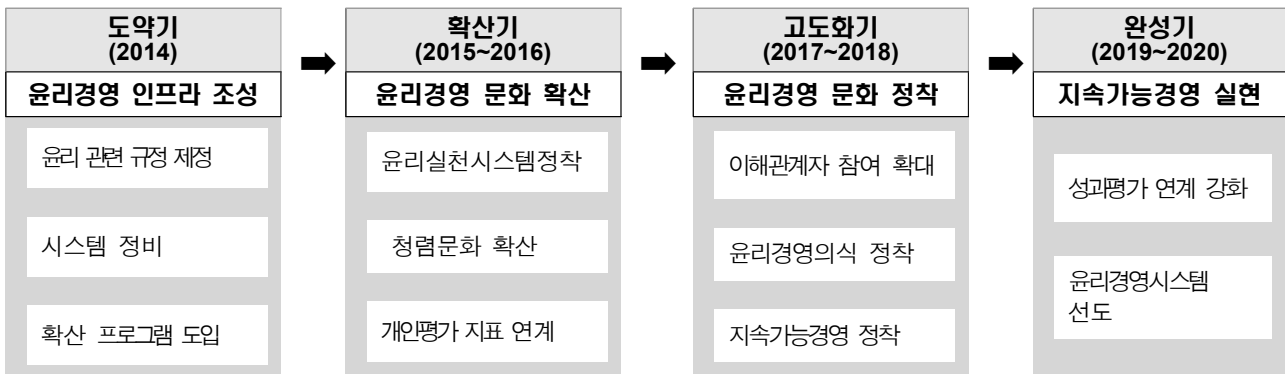 도약기
(2014)
윤리경영 인프라 조성
윤리 관련 규정 제정
시스템 정비
확산 프로그램 도입
확산기
(2015~2016)
윤리경영 문화 확산
윤리실천시스템정착
청렴문화 확산
개인평가 지표 연계
고도화기
(2017~2018)
윤리경영 문화 정착
이해관계자 참여 확대
윤리경영의식 정착
지속가능경영 정착
완성기
(2019~2020)
지속가능경영 실현
성과평가 연계 강화
윤리경영시스템
선도